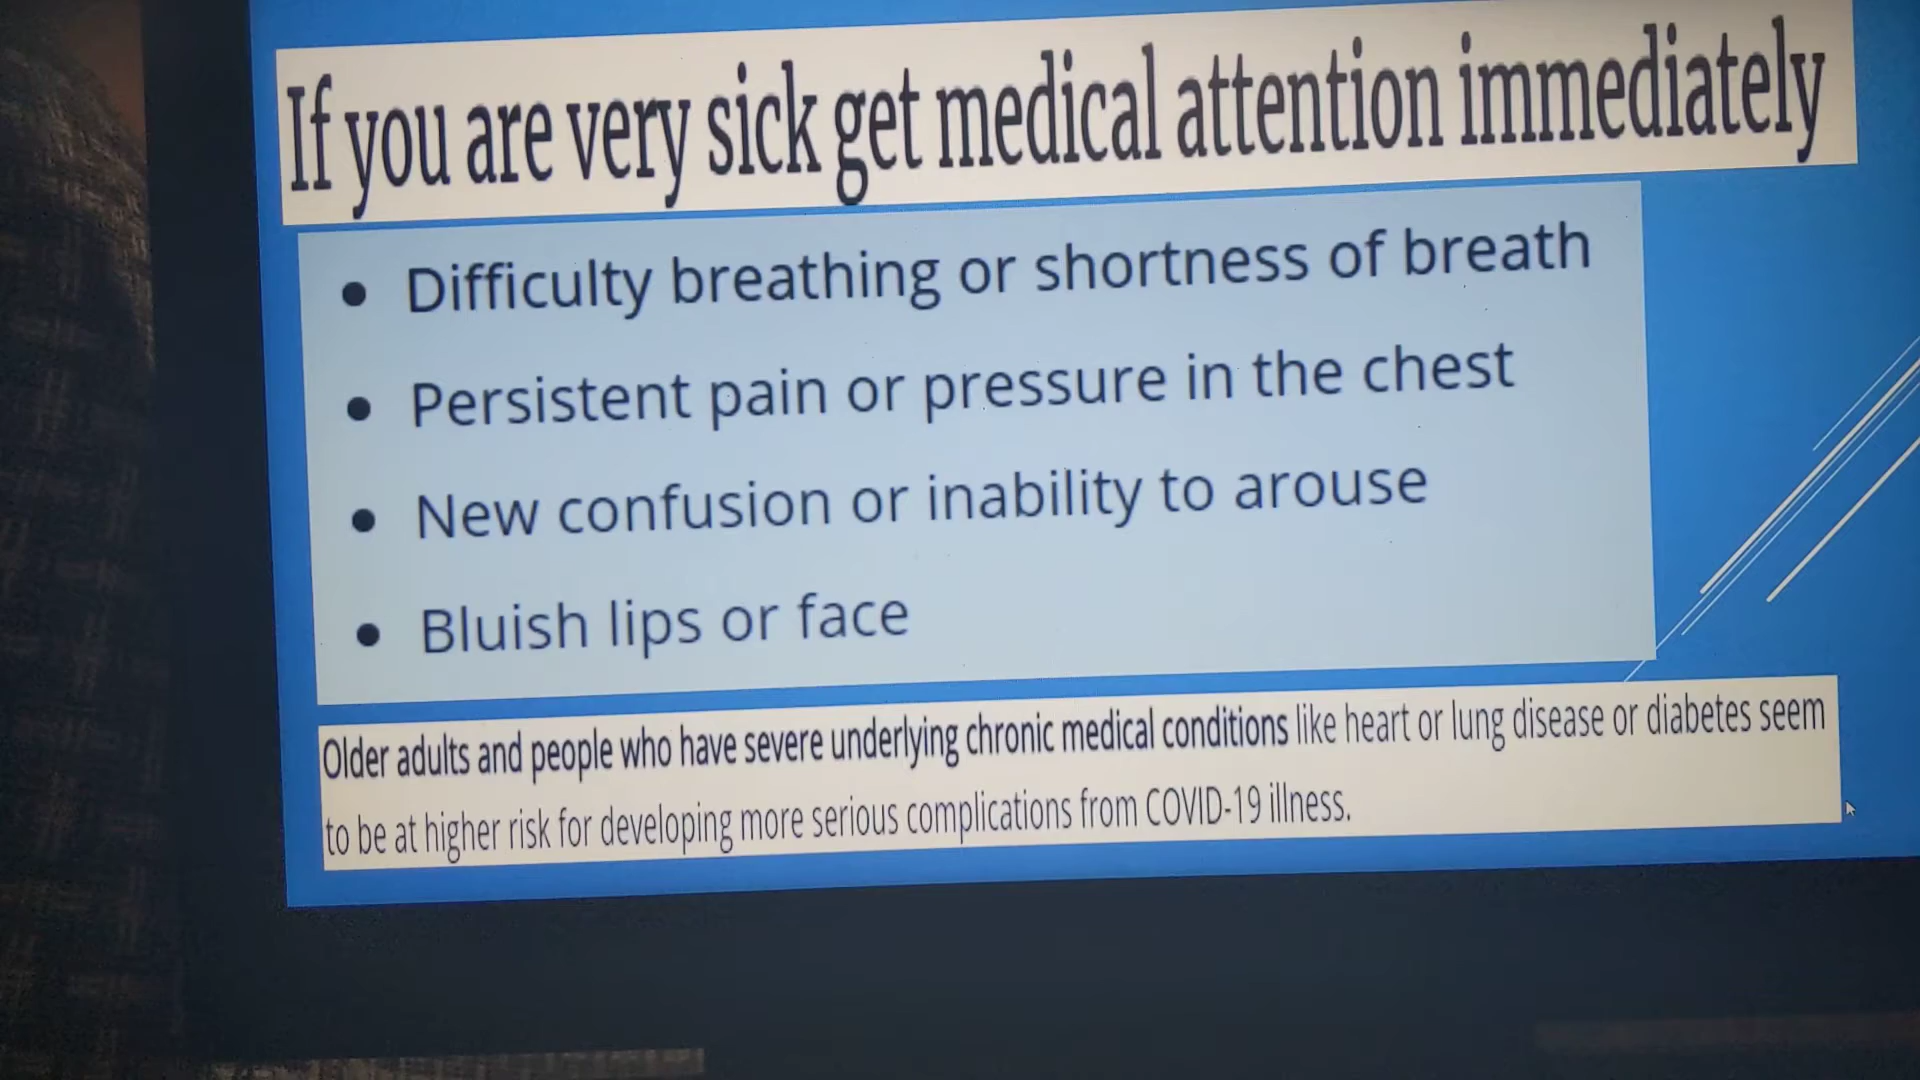 If you are very sick get medical attention immediately
• Difficulty breathing or shortness of breath
• Persistent pain or pressure in the chest
• New confusion or inability to arouse
• Bluish lips or face
Older adults and people who have severe underlying chronic medical conditions like heart or lung disease or diabetes seem
to be at higher risk for developing more serious complications from COVID-19 illness.